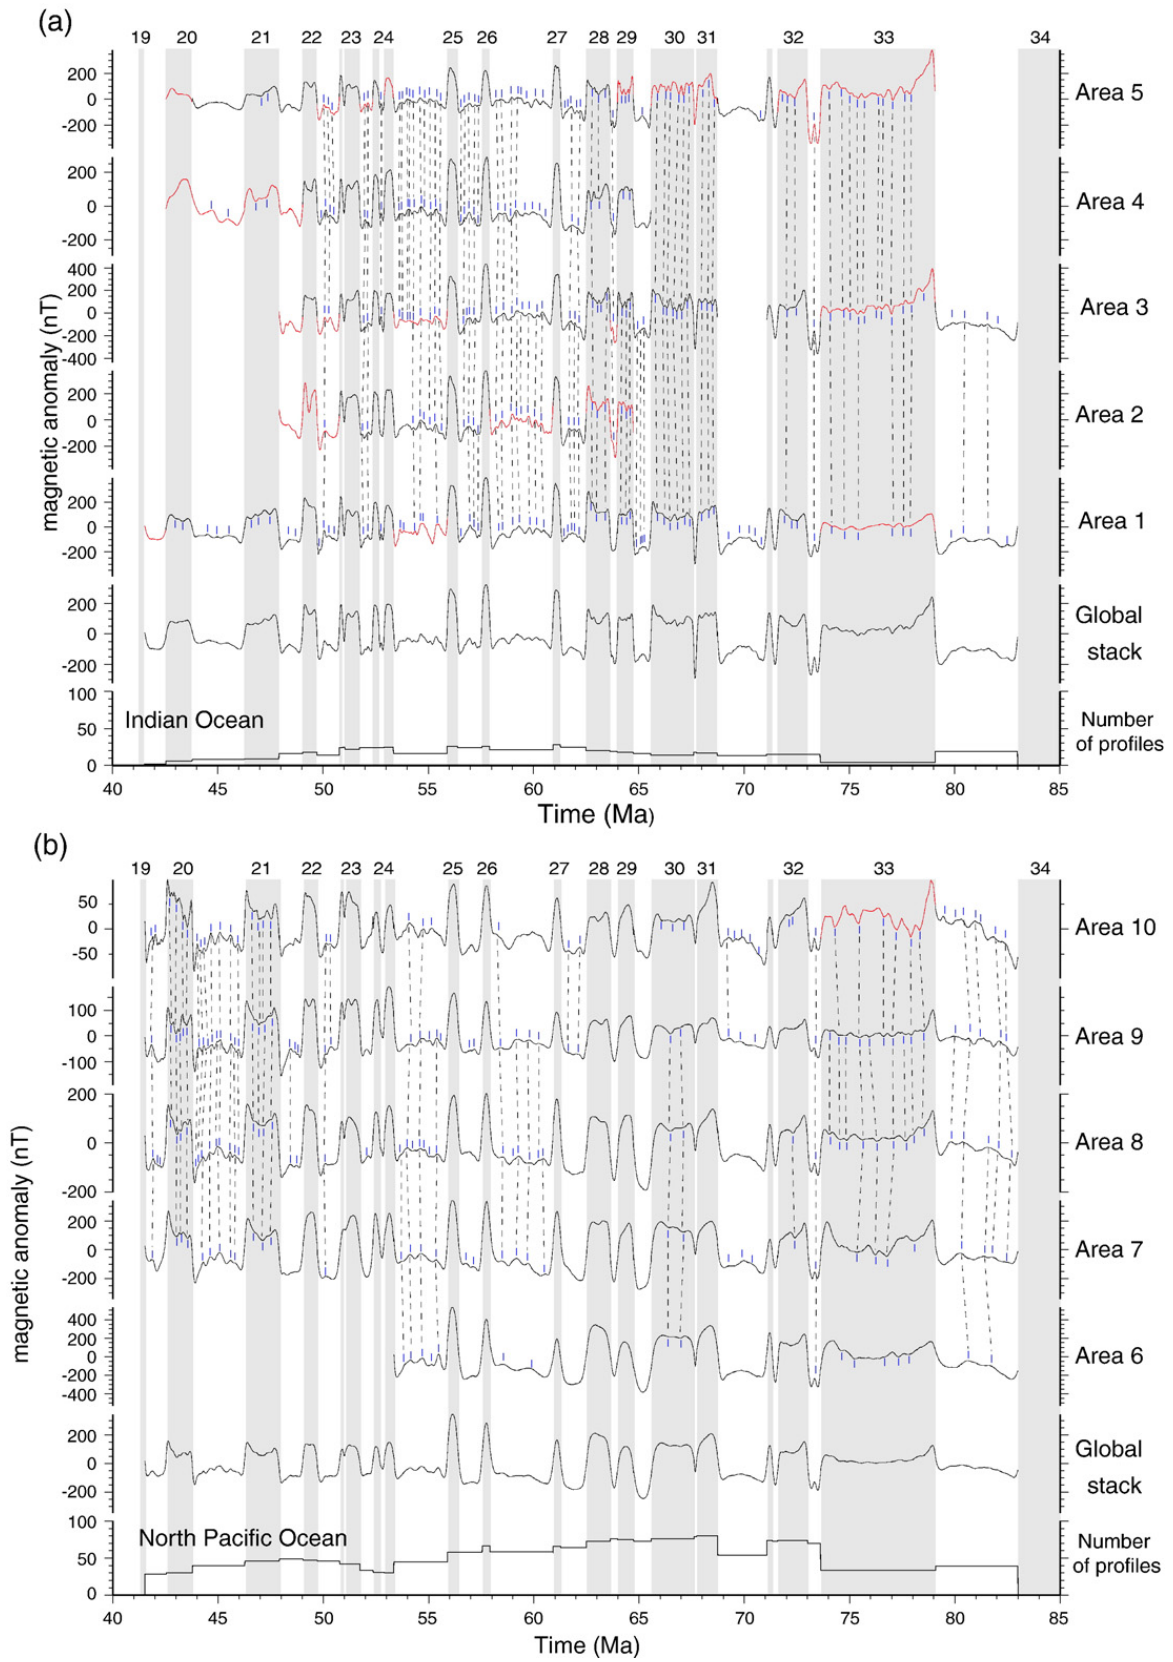 (a)
19 20 21 22 23 24 25 26 27 28 29 30 31 32 33 34
200
0
-200
Area 5
200
0
-200
Area 4
400
200
0
-200
-400
Area 3
200
0
-200
Area 2
200
0
-200
Area 1
200
0
-200
Global
stack
magnetic anomaly (nT)
100
50
0
Indian Ocean
Number
of profiles
40 45 50 55 60 65 70 75 80 85
Time (Ma)
(b)
19 20 21 22 23 24 25 26 27 28 29 30 31 32 33 34
50
-50
Area 10
100
0
-100
Area 9
200
0
-200
Area 8
200
0
-200
Area 7
400
200
0
-200
-400
Area 6
200
0
-200
Global
stack
magnetic anomaly (nT)
100
50
0
North Pacific Ocean
Number
of profiles
40 45 50 55 60 65 70 75 80 85
Time (Ma)